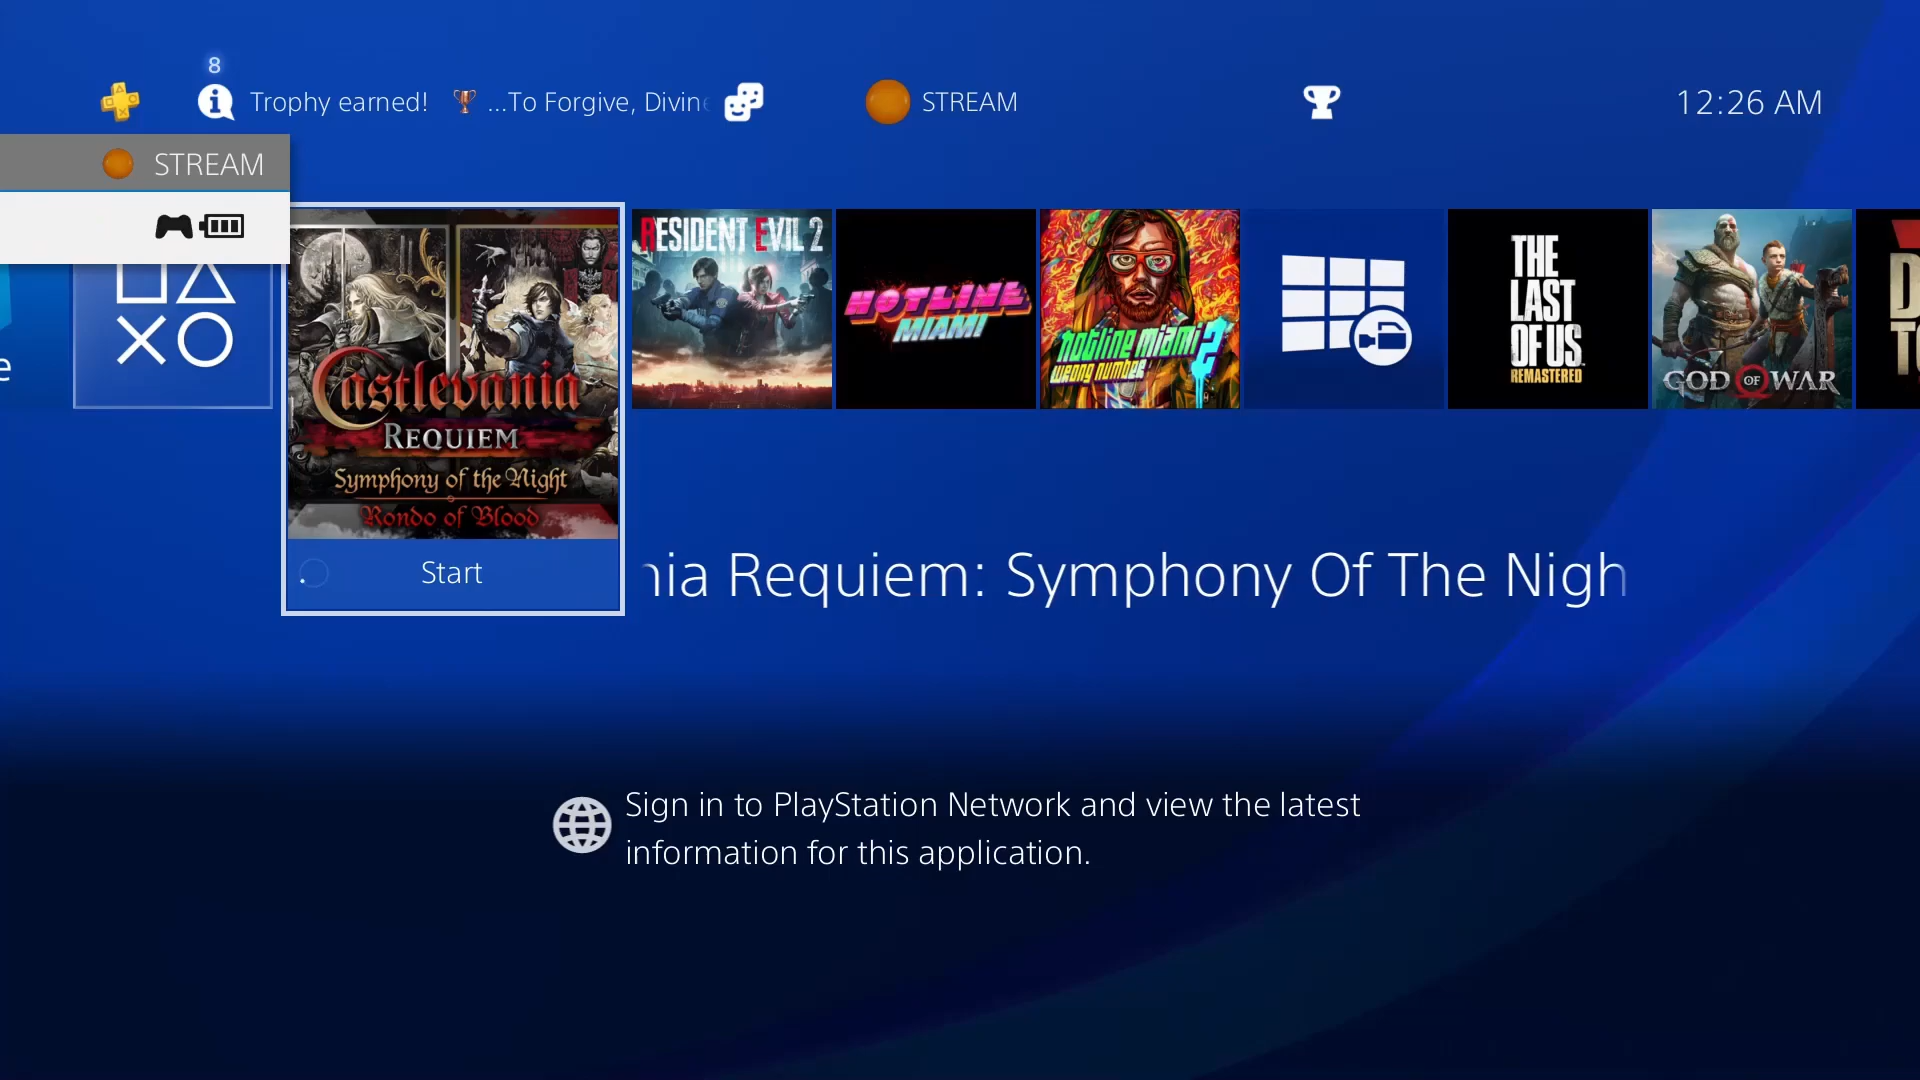 8
Trophy earned! ...To Forgive, Divin
STREAM
12:26 AM
STREAM
e
Castlevania
REQUIEM
Symphony of the Night
Rondo of Blood
Start
RESIDENT EVIL 2
HOTLINE
MIAMI
hotline miami 2
wrong number
THE
LAST
OF US
REMASTERED
GOD OF WAR
D
TO
nia Requiem: Symphony Of The Nigh
Sign in to PlayStation Network and view the latest
information for this application.